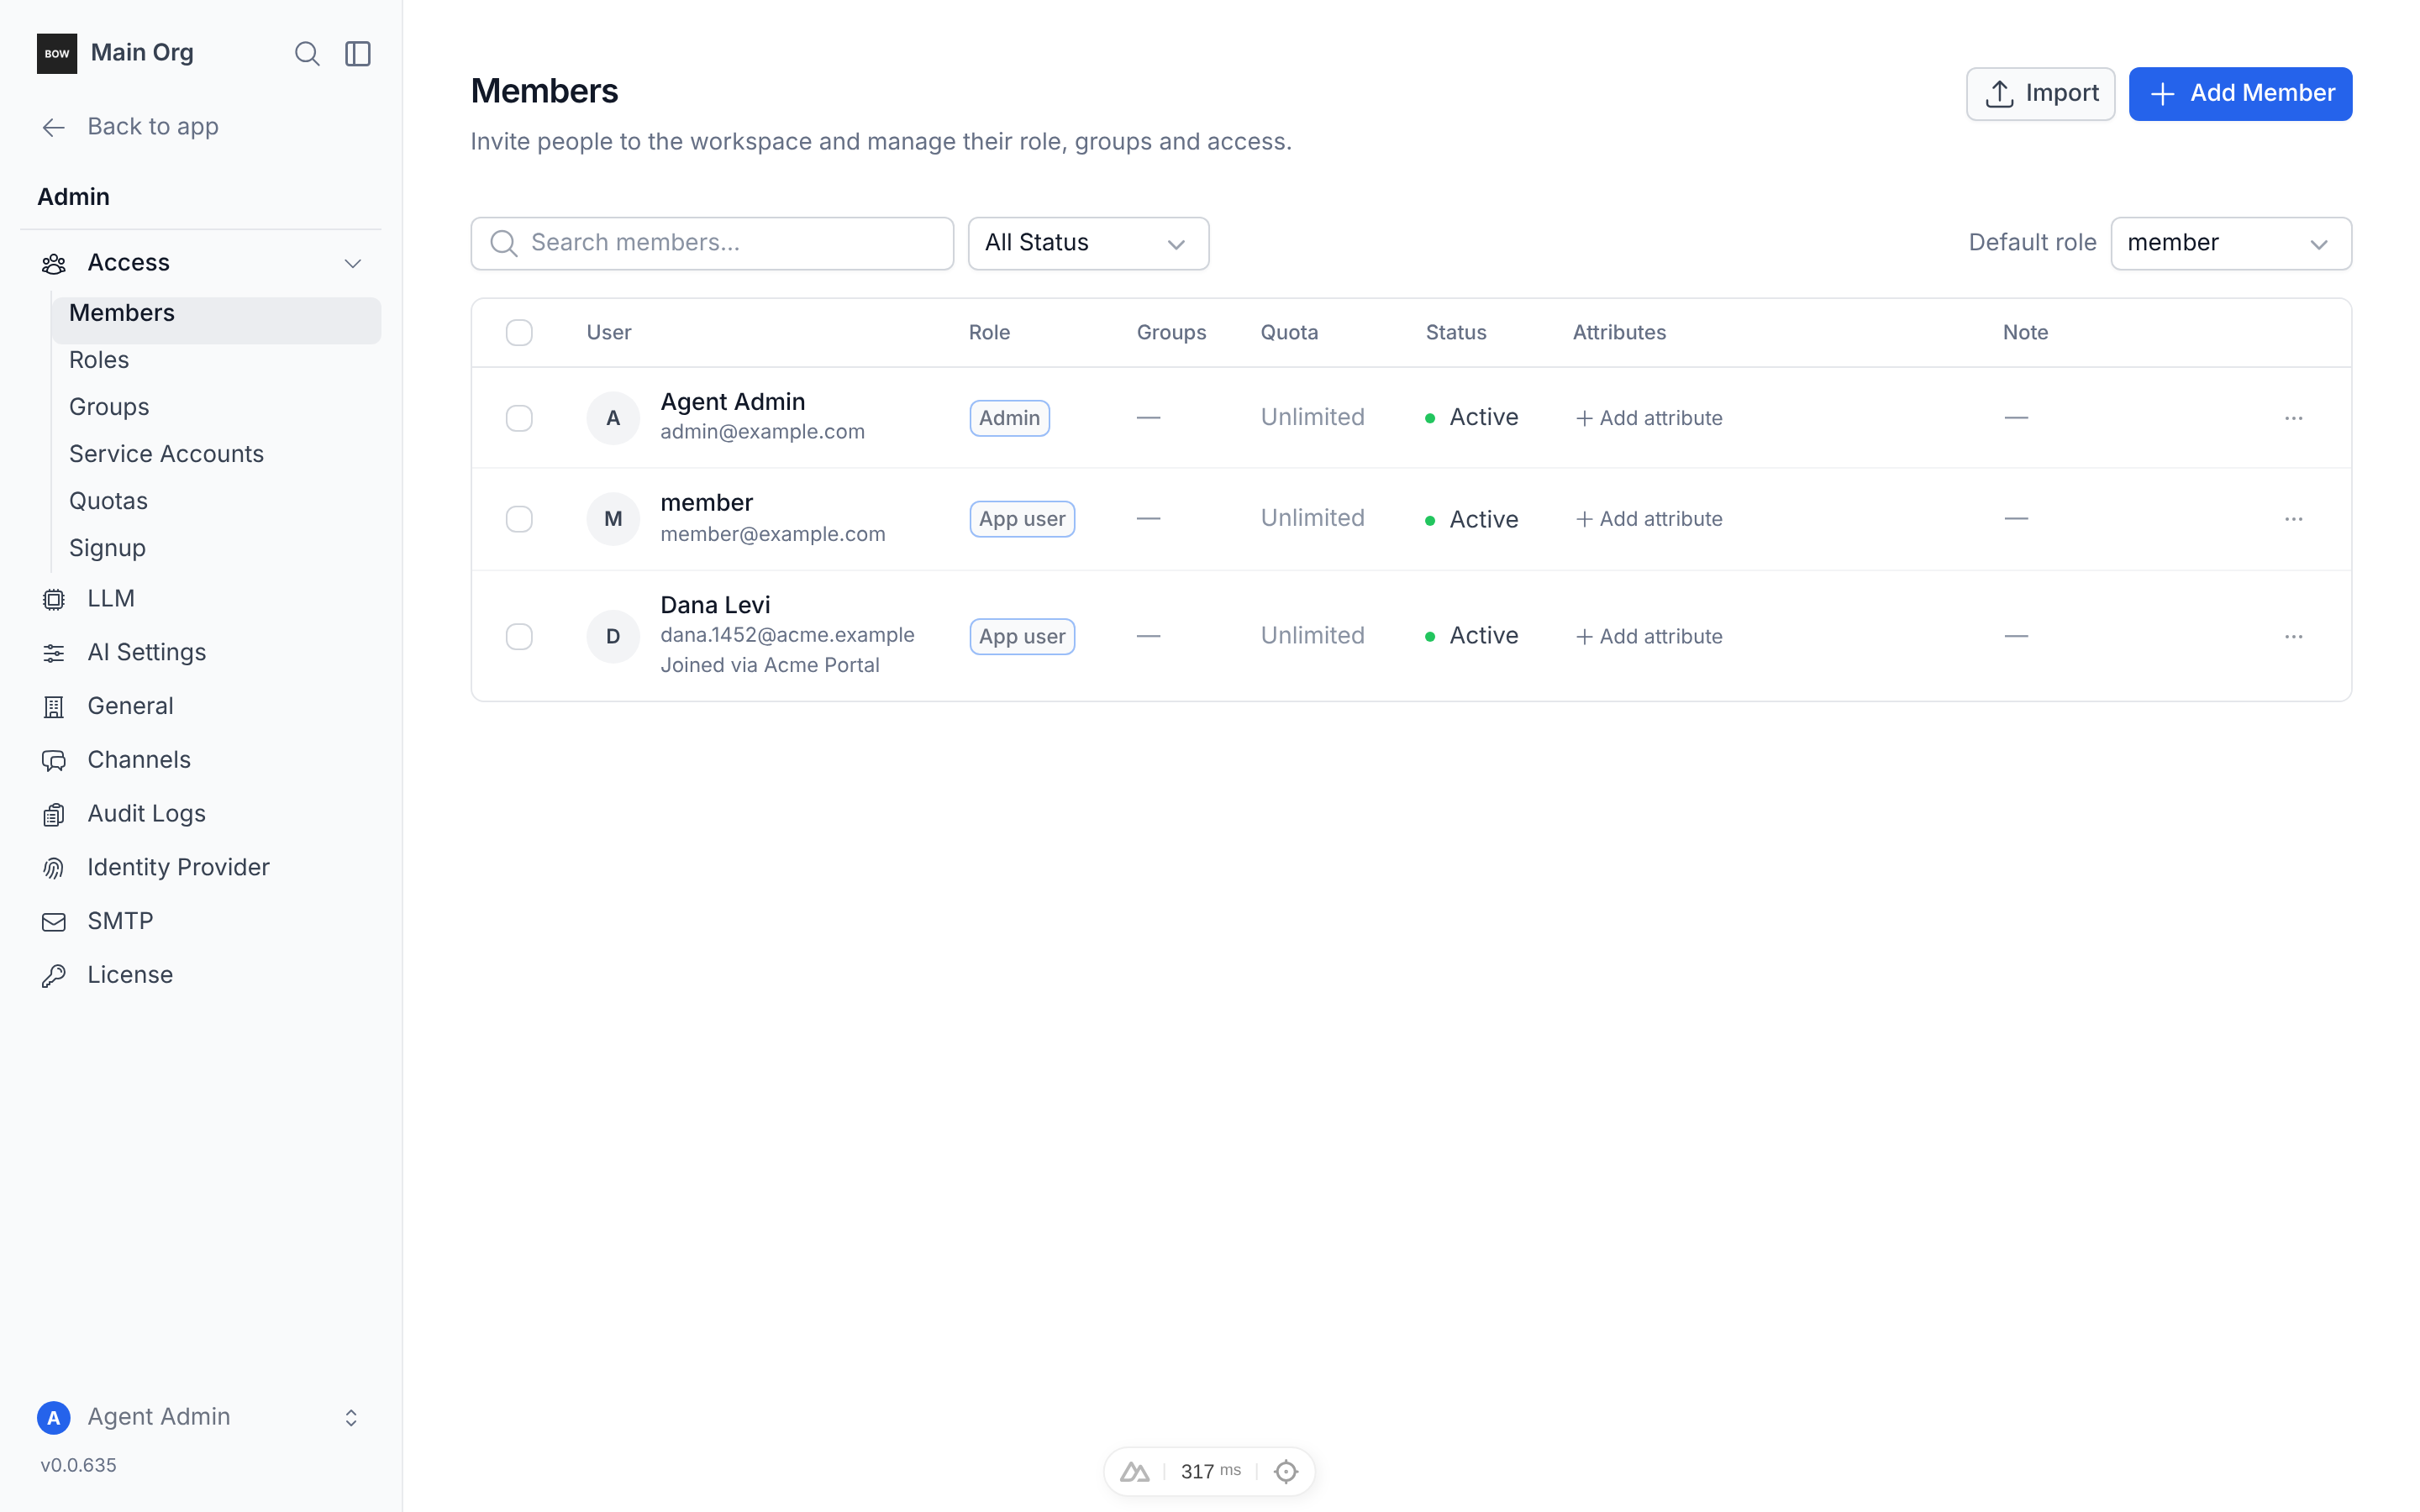 BOW
Main Org
Back to app
Admin
Access
Members
Roles
Groups
Service Accounts
Quotas
Signup
LLM
AI Settings
General
Channels
Audit Logs
Identity Provider
SMTP
License
A Agent Admin
v0.0.635
Members
Invite people to the workspace and manage their role, groups and access.
Import
Add Member
Search members...
All Status
Default role
member
User Role Groups Quota Status Attributes Note
A Agent Admin
admin@example.com
Admin — Unlimited Active + Add attribute — ...
M member
member@example.com
App user — Unlimited Active + Add attribute — ...
D Dana Levi
dana.1452@acme.example
Joined via Acme Portal
App user — Unlimited Active + Add attribute — ...
317 ms